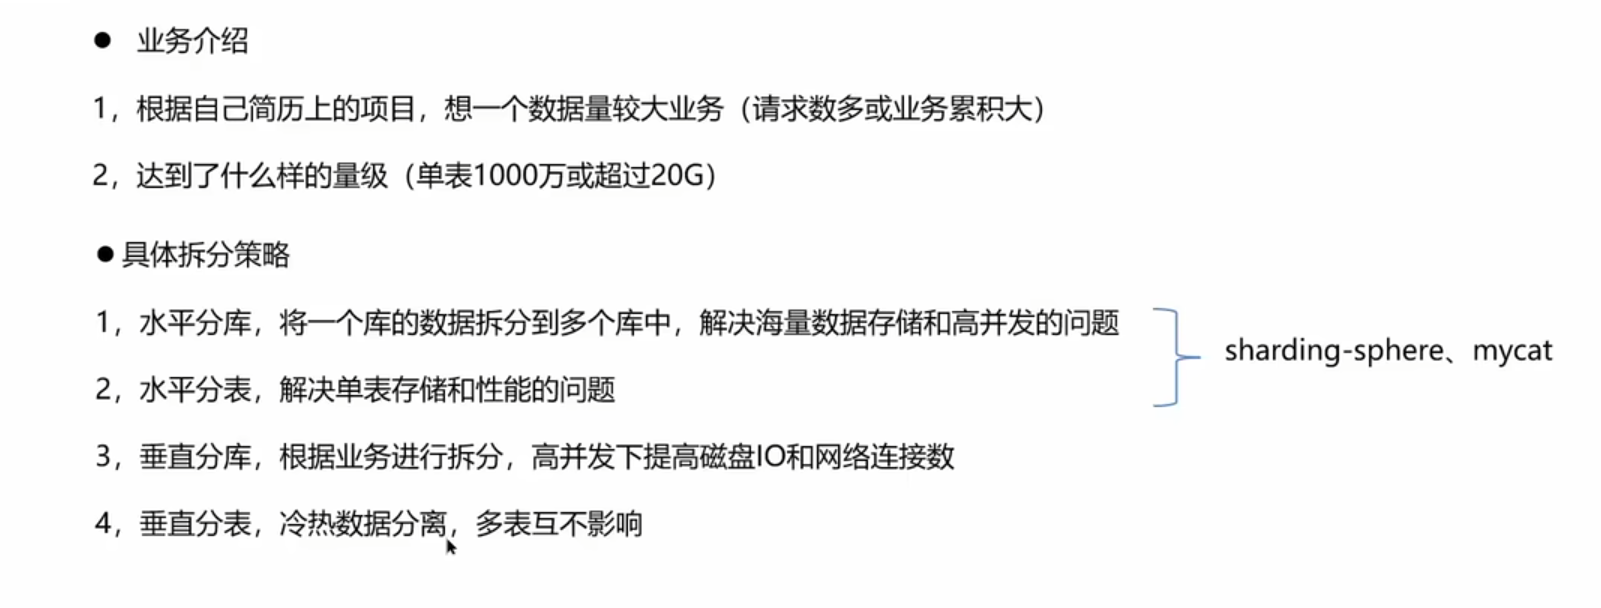 ● 业务介绍
1，根据自己简历上的项目，想一个数据量较大业务（请求数多或业务累积大）
2，达到了什么样的量级（单表1000万或超过20G）
●具体拆分策略
1，水平分库，将一个库的数据拆分到多个库中，解决海量数据存储和高并发的问题
2，水平分表，解决单表存储和性能的问题
sharding-sphere、mycat
3，垂直分库，根据业务进行拆分，高并发下提高磁盘IO和网络连接数
4，垂直分表，冷热数据分离，多表互不影响